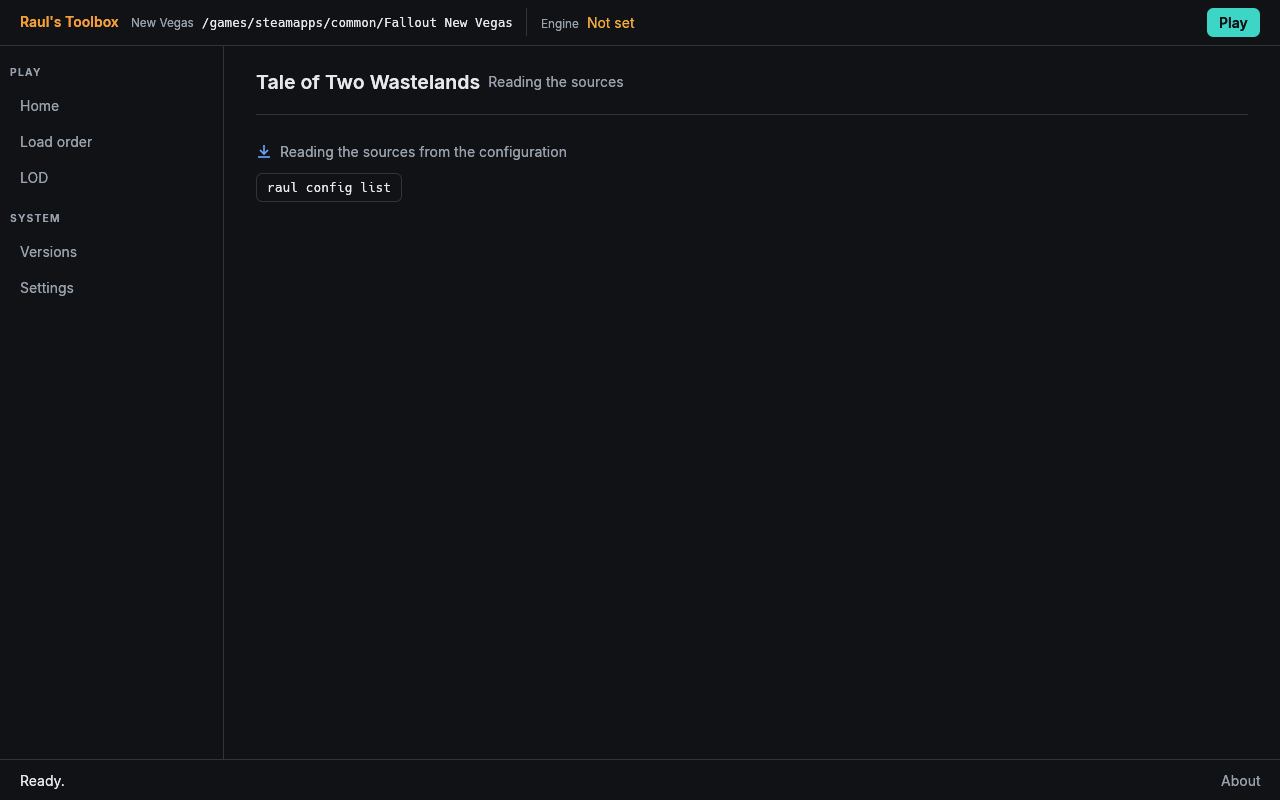 Raul's Toolbox New Vegas /games/steamapps/common/Fallout New Vegas Engine Not set Play
PLAY
Home
Load order
LOD
SYSTEM
Versions
Settings
Tale of Two Wastelands Reading the sources
Reading the sources from the configuration
raul config list
Ready. About